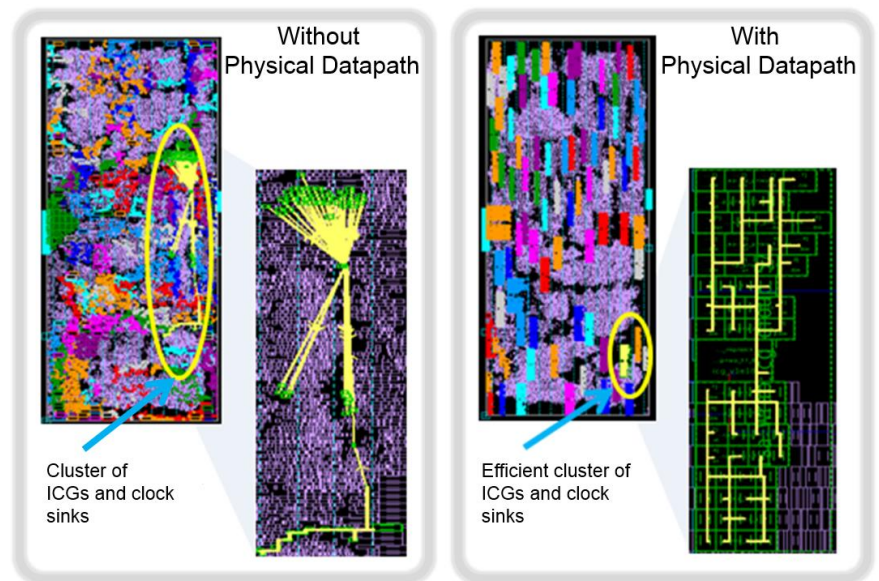 Without
Physical Datapath
Cluster of
ICGs and clock
sinks
With
Physical Datapath
Efficient cluster of
ICGs and clock
sinks